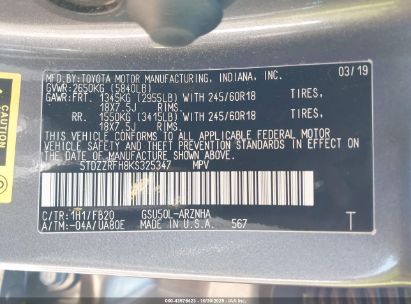 MFD.BY:TOYOTA MOTOR MANUFACTURING, INDIANA, INC. 03/19
GVWR:2650KG (5840LB)
GAWR:FRT. 1345KG (2955LB) WITH 245/60R18 TIRES,
18X7.5J
RR. 1550KG (3415LB) WITH 245/60R18 TIRES,
18X7.5J
THIS VEHICLE CONFORMS TO ALL APPLICABLE FEDERAL MOTOR
VEHICLE SAFETY, BUMPER, AND THEFT PREVENTION STANDARDS IN EFFECT
ON THE DATE OF MANUFACTURE SHOWN ABOVE.
5TDZZRFH8KS325347 MPV
C/TR:1H1/FB20 GSU50L-ARZNHA
A/TM:-04A/UA80E MADE IN U.S.A. 567 T
CAUTION